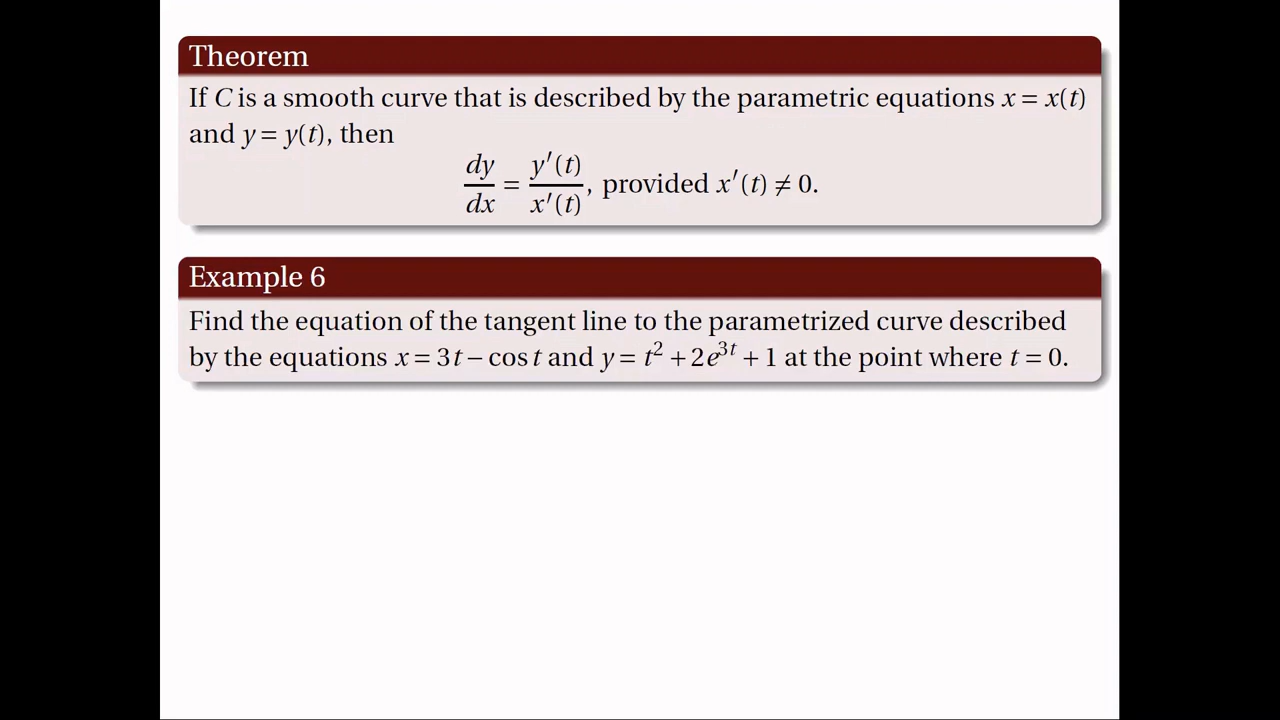 Theorem
If C is a smooth curve that is described by the parametric equations x = x(t)
and y = y(t), then
dy/dx = y′(t)/x′(t), provided x′(t) ≠ 0.
Example 6
Find the equation of the tangent line to the parametrized curve described
by the equations x = 3t − cos t and y = t² + 2e³ᵗ + 1 at the point where t = 0.